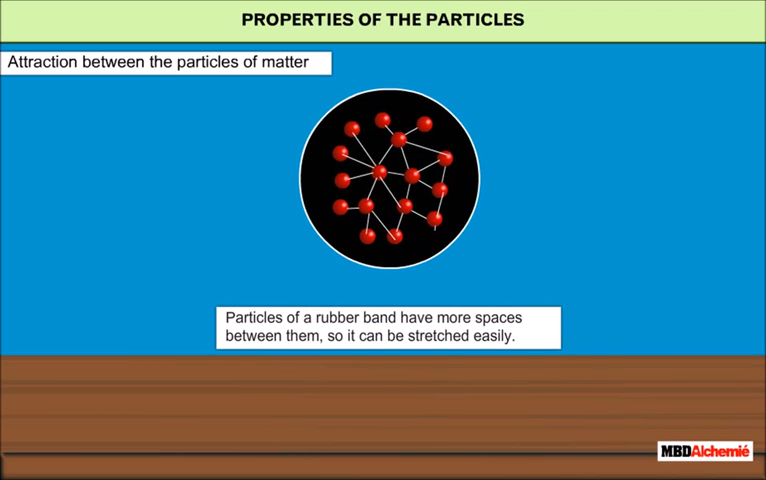 PROPERTIES OF THE PARTICLES
Attraction between the particles of matter
Particles of a rubber band have more spaces
between them, so it can be stretched easily.
MBDAlchemié